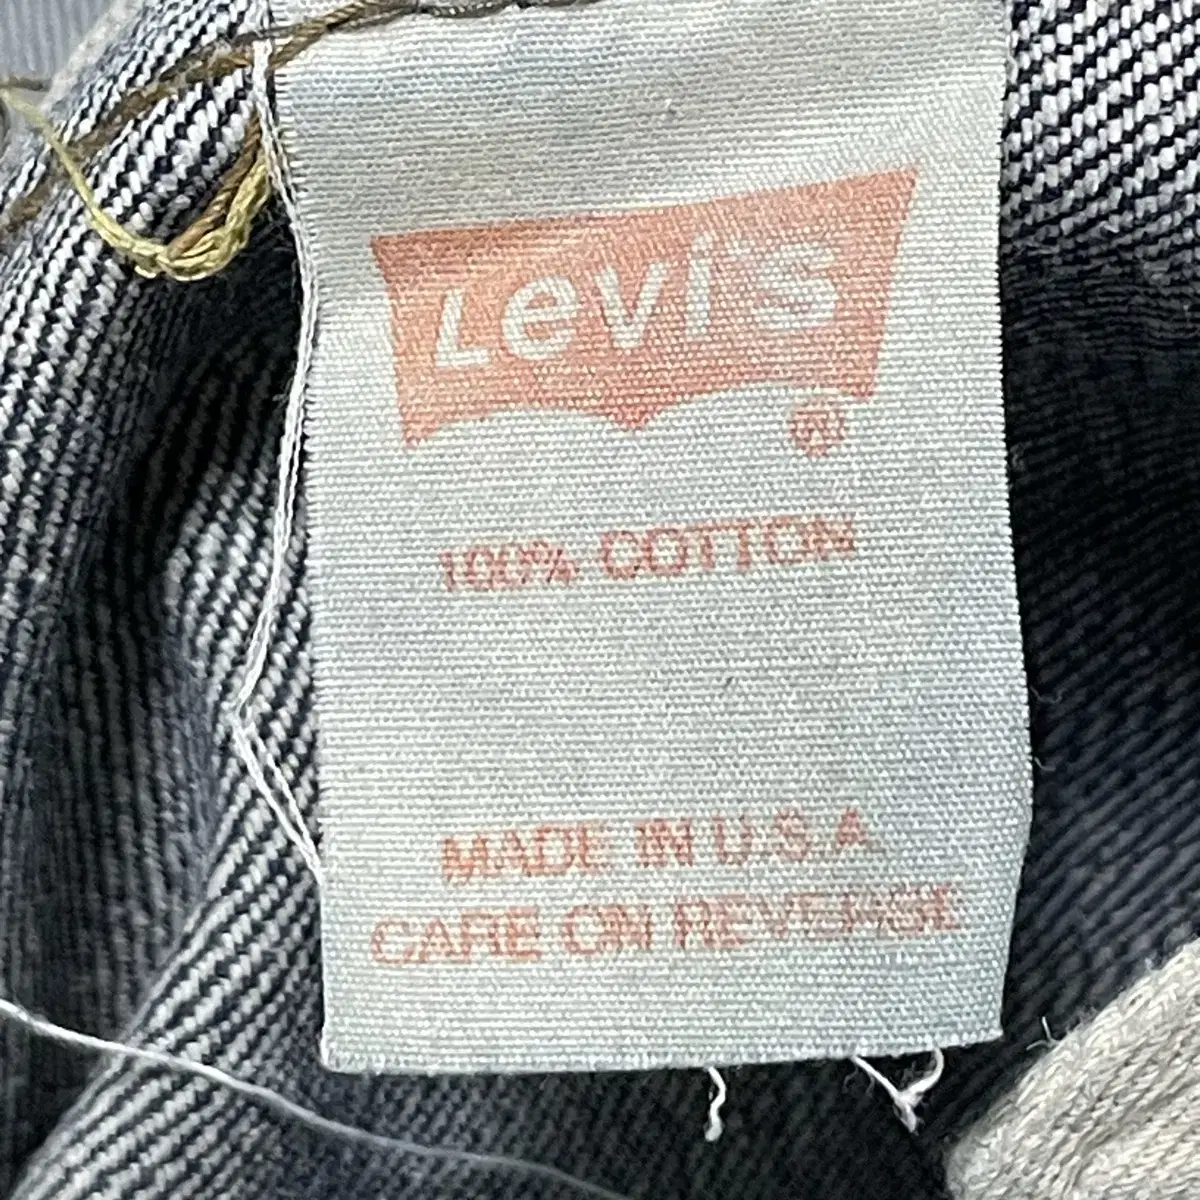 Levi's
®
100% COTTON
MADE IN U.S.A
CARE ON REVERSE